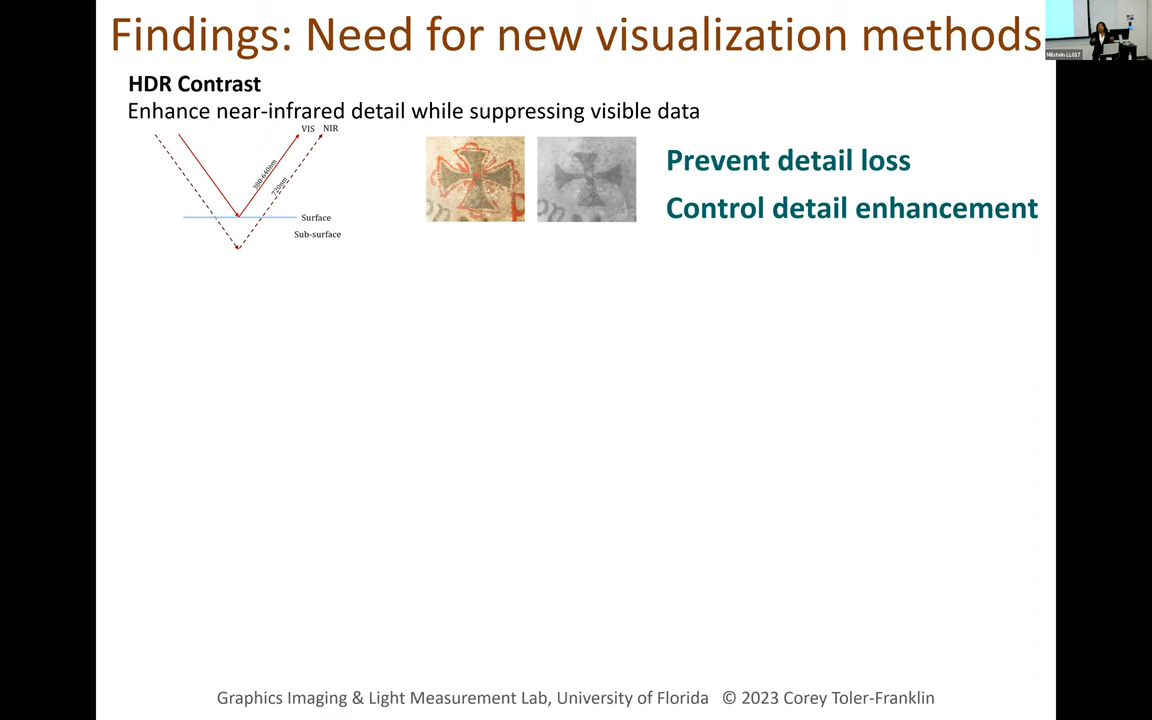 Findings: Need for new visualization methods
Milstein LL017
HDR Contrast
Enhance near-infrared detail while suppressing visible data
VIS NIR
380-640nm
720nm
Surface
Sub-surface
Prevent detail loss
Control detail enhancement
Graphics Imaging & Light Measurement Lab, University of Florida © 2023 Corey Toler-Franklin